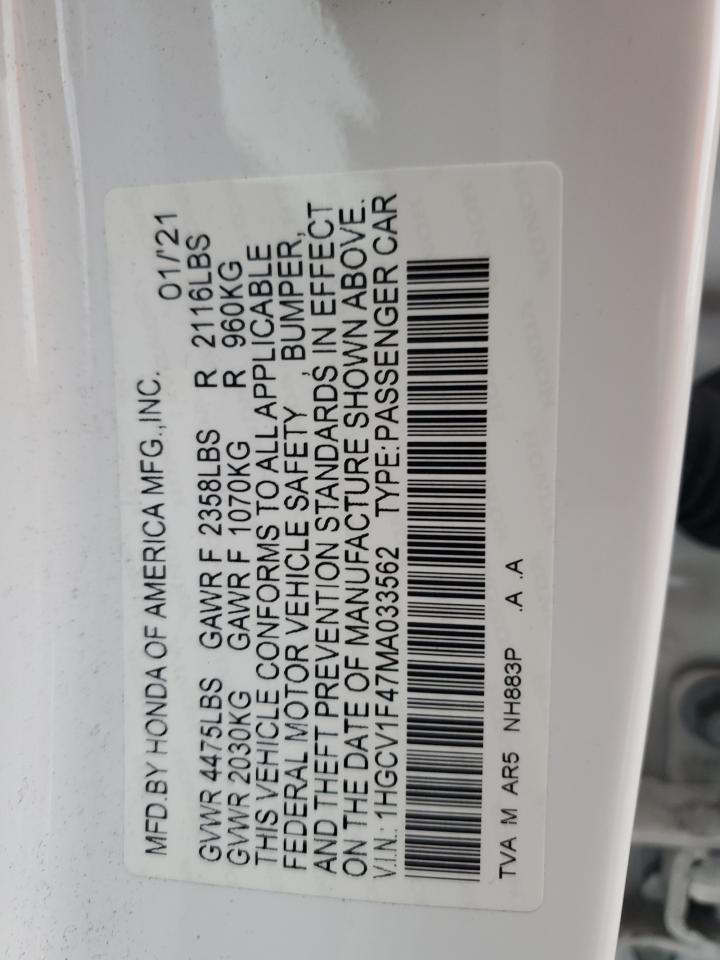 MFD.BY HONDA OF AMERICA MFG.,INC. 01/'21
GVWR 4475LBS GAWR F 2358LBS R 2116LBS
GVWR 2030KG GAWR F 1070KG R 960KG
THIS VEHICLE CONFORMS TO ALL APPLICABLE
FEDERAL MOTOR VEHICLE SAFETY , BUMPER,
AND THEFT PREVENTION STANDARDS IN EFFECT
ON THE DATE OF MANUFACTURE SHOWN ABOVE.
V.I.N.: 1HGCV1F47MA033562 TYPE:PASSENGER CAR
TVA M AR5 NH883P .A .A